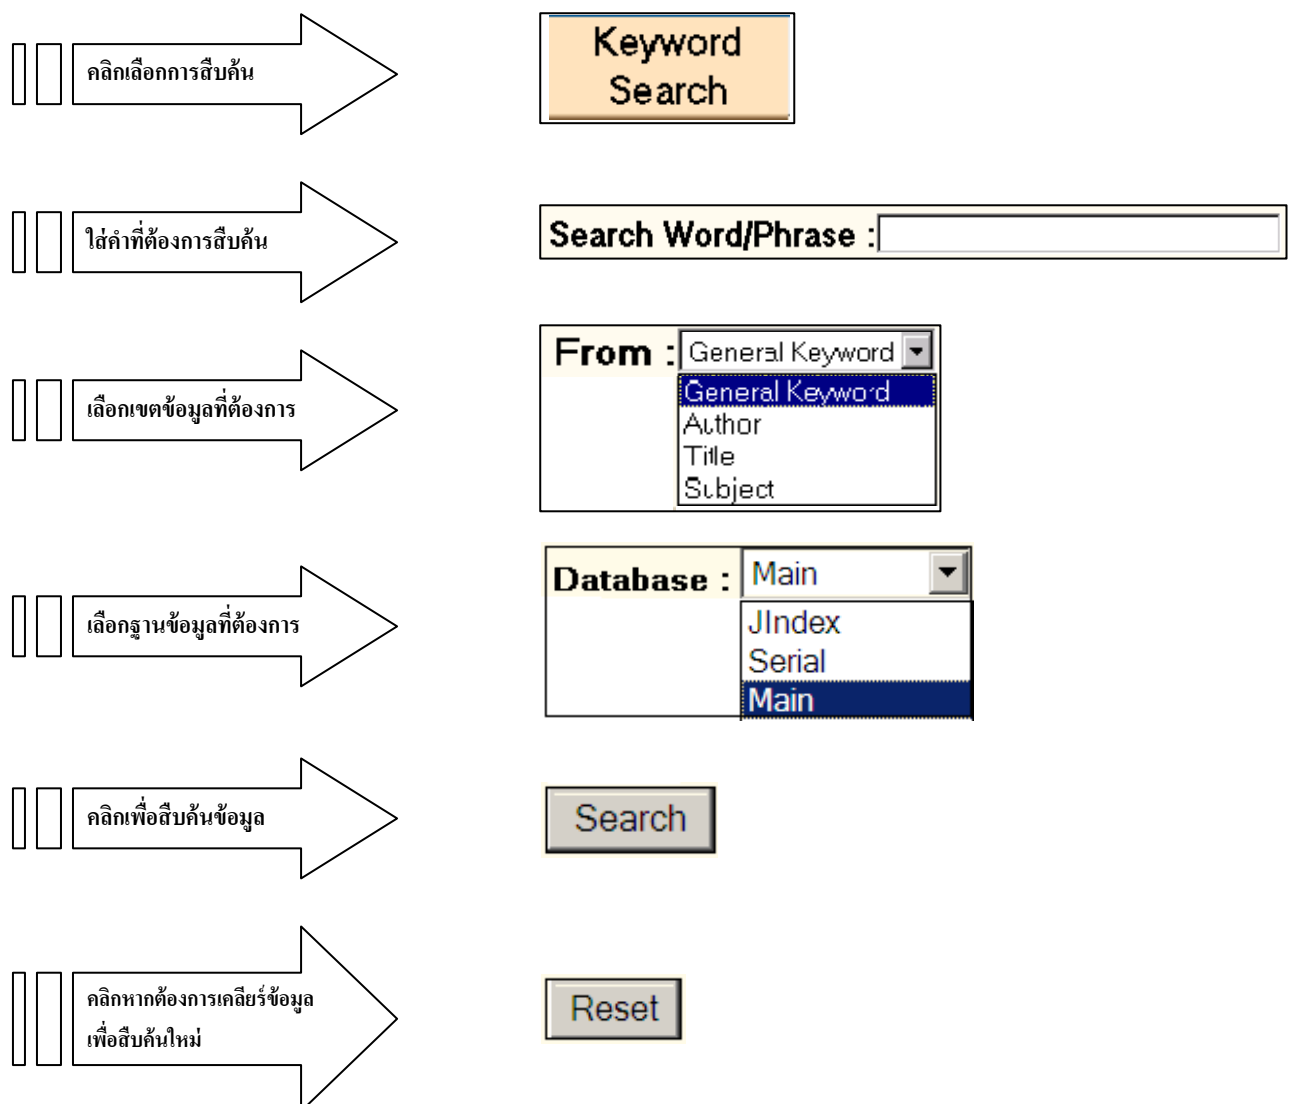 คลิกเลือกการสืบค้น
Keyword
Search
ใส่คำที่ต้องการสืบค้น
Search Word/Phrase :
เลือกเขตข้อมูลที่ต้องการ
From : General Keyword
General Keyword
Author
Title
Subject
เลือกฐานข้อมูลที่ต้องการ
Database : Main
JIndex
Serial
Main
คลิกเพื่อสืบค้นข้อมูล
Search
คลิกหากต้องการเคลียร์ข้อมูล
เพื่อสืบค้นใหม่
Reset